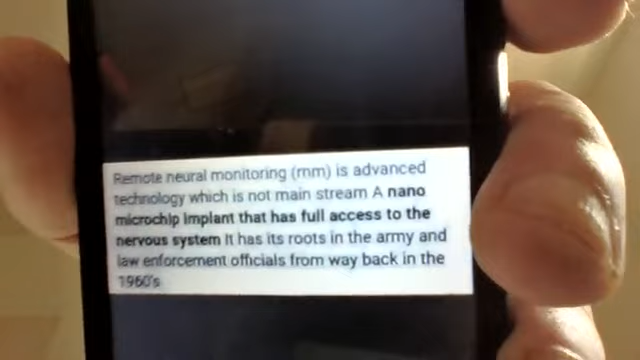 Remote neural monitoring (rnm) is advanced
technology which is not main stream A nano
microchip implant that has full access to the
nervous system It has its roots in the army and
law enforcement officials from way back in the
1960's